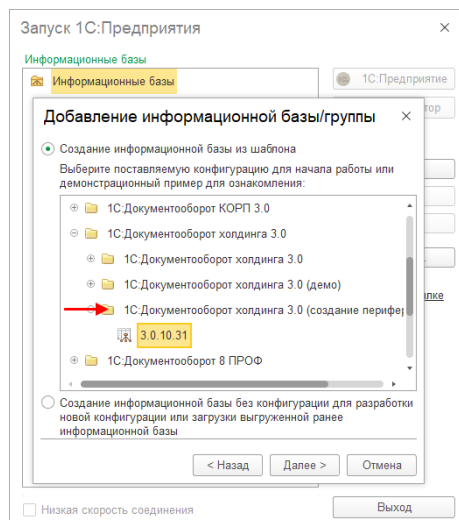 Запуск 1С:Предприятия
Информационные базы
Информационные базы
1С:Предприятие
тор
Добавление информационной базы/группы
Создание информационной базы из шаблона
Выберите поставляемую конфигурацию для начала работы или
демонстрационный пример для ознакомления:
1С:Документооборот КОРП 3.0
1С:Документооборот холдинга 3.0
1С:Документооборот холдинга 3.0
1С:Документооборот холдинга 3.0 (демо)
1С:Документооборот холдинга 3.0 (создание перифер
лке
3.0.10.31
1С:Документооборот 8 ПРОФ
Создание информационной базы без конфигурации для разработки
новой конфигурации или загрузки выгруженной ранее
информационной базы
< Назад
Далее >
Отмена
Низкая скорость соединения
Выход